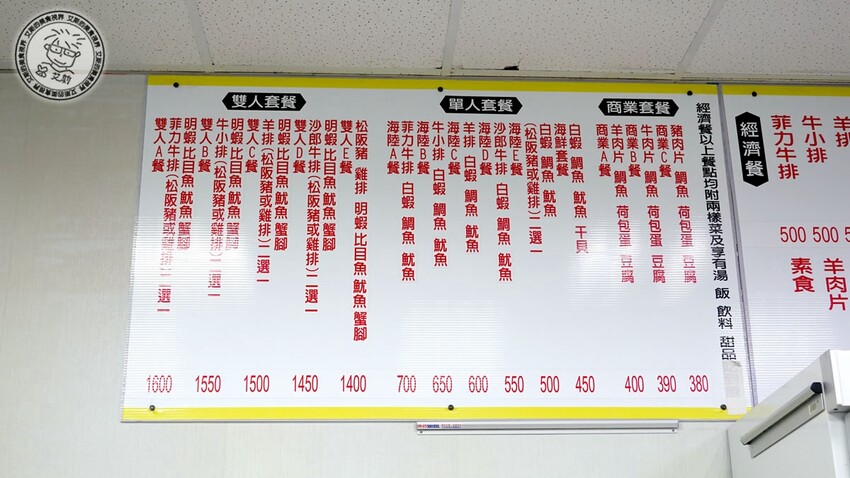 艾斯的美食視界
艾斯
雙人套餐
雙人A餐
菲力牛排(松阪豬或雞排)二選一
明蝦比目魚魷魚蟹腳
1600
雙人B餐
牛小排(松阪豬或雞排)二選一
明蝦比目魚魷魚蟹腳
1550
雙人C餐
羊排(松阪豬或雞排)二選一
明蝦比目魚魷魚蟹腳
1500
雙人D餐
沙郎牛排(松阪豬或雞排)二選一
明蝦比目魚魷魚蟹腳
1450
雙人E餐
松阪豬 雞排 明蝦比目魚 魷魚 蟹腳
1400
單人套餐
海陸A餐
菲力牛排 白蝦 鯛魚 魷魚
700
海陸B餐
牛小排 白蝦 鯛魚 魷魚
650
海陸C餐
羊排 白蝦 鯛魚 魷魚
600
海陸D餐
沙郎牛排 白蝦 鯛魚 魷魚
550
海陸E餐
(松阪豬或雞排)二選一
白蝦 鯛魚 魷魚
500
海鮮套餐
白蝦 鯛魚 魷魚 干貝
450
商業套餐
商業A餐
羊肉片 鯛魚 荷包蛋 豆腐
400
商業B餐
牛肉片 鯛魚 荷包蛋 豆腐
390
商業C餐
豬肉片 鯛魚 荷包蛋 豆腐
380
經濟餐以上餐點均附兩樣菜及享有湯 飯 飲料 甜品
經濟餐
菲力牛排
500
牛小排
500
羊排
5
素食
羊肉片